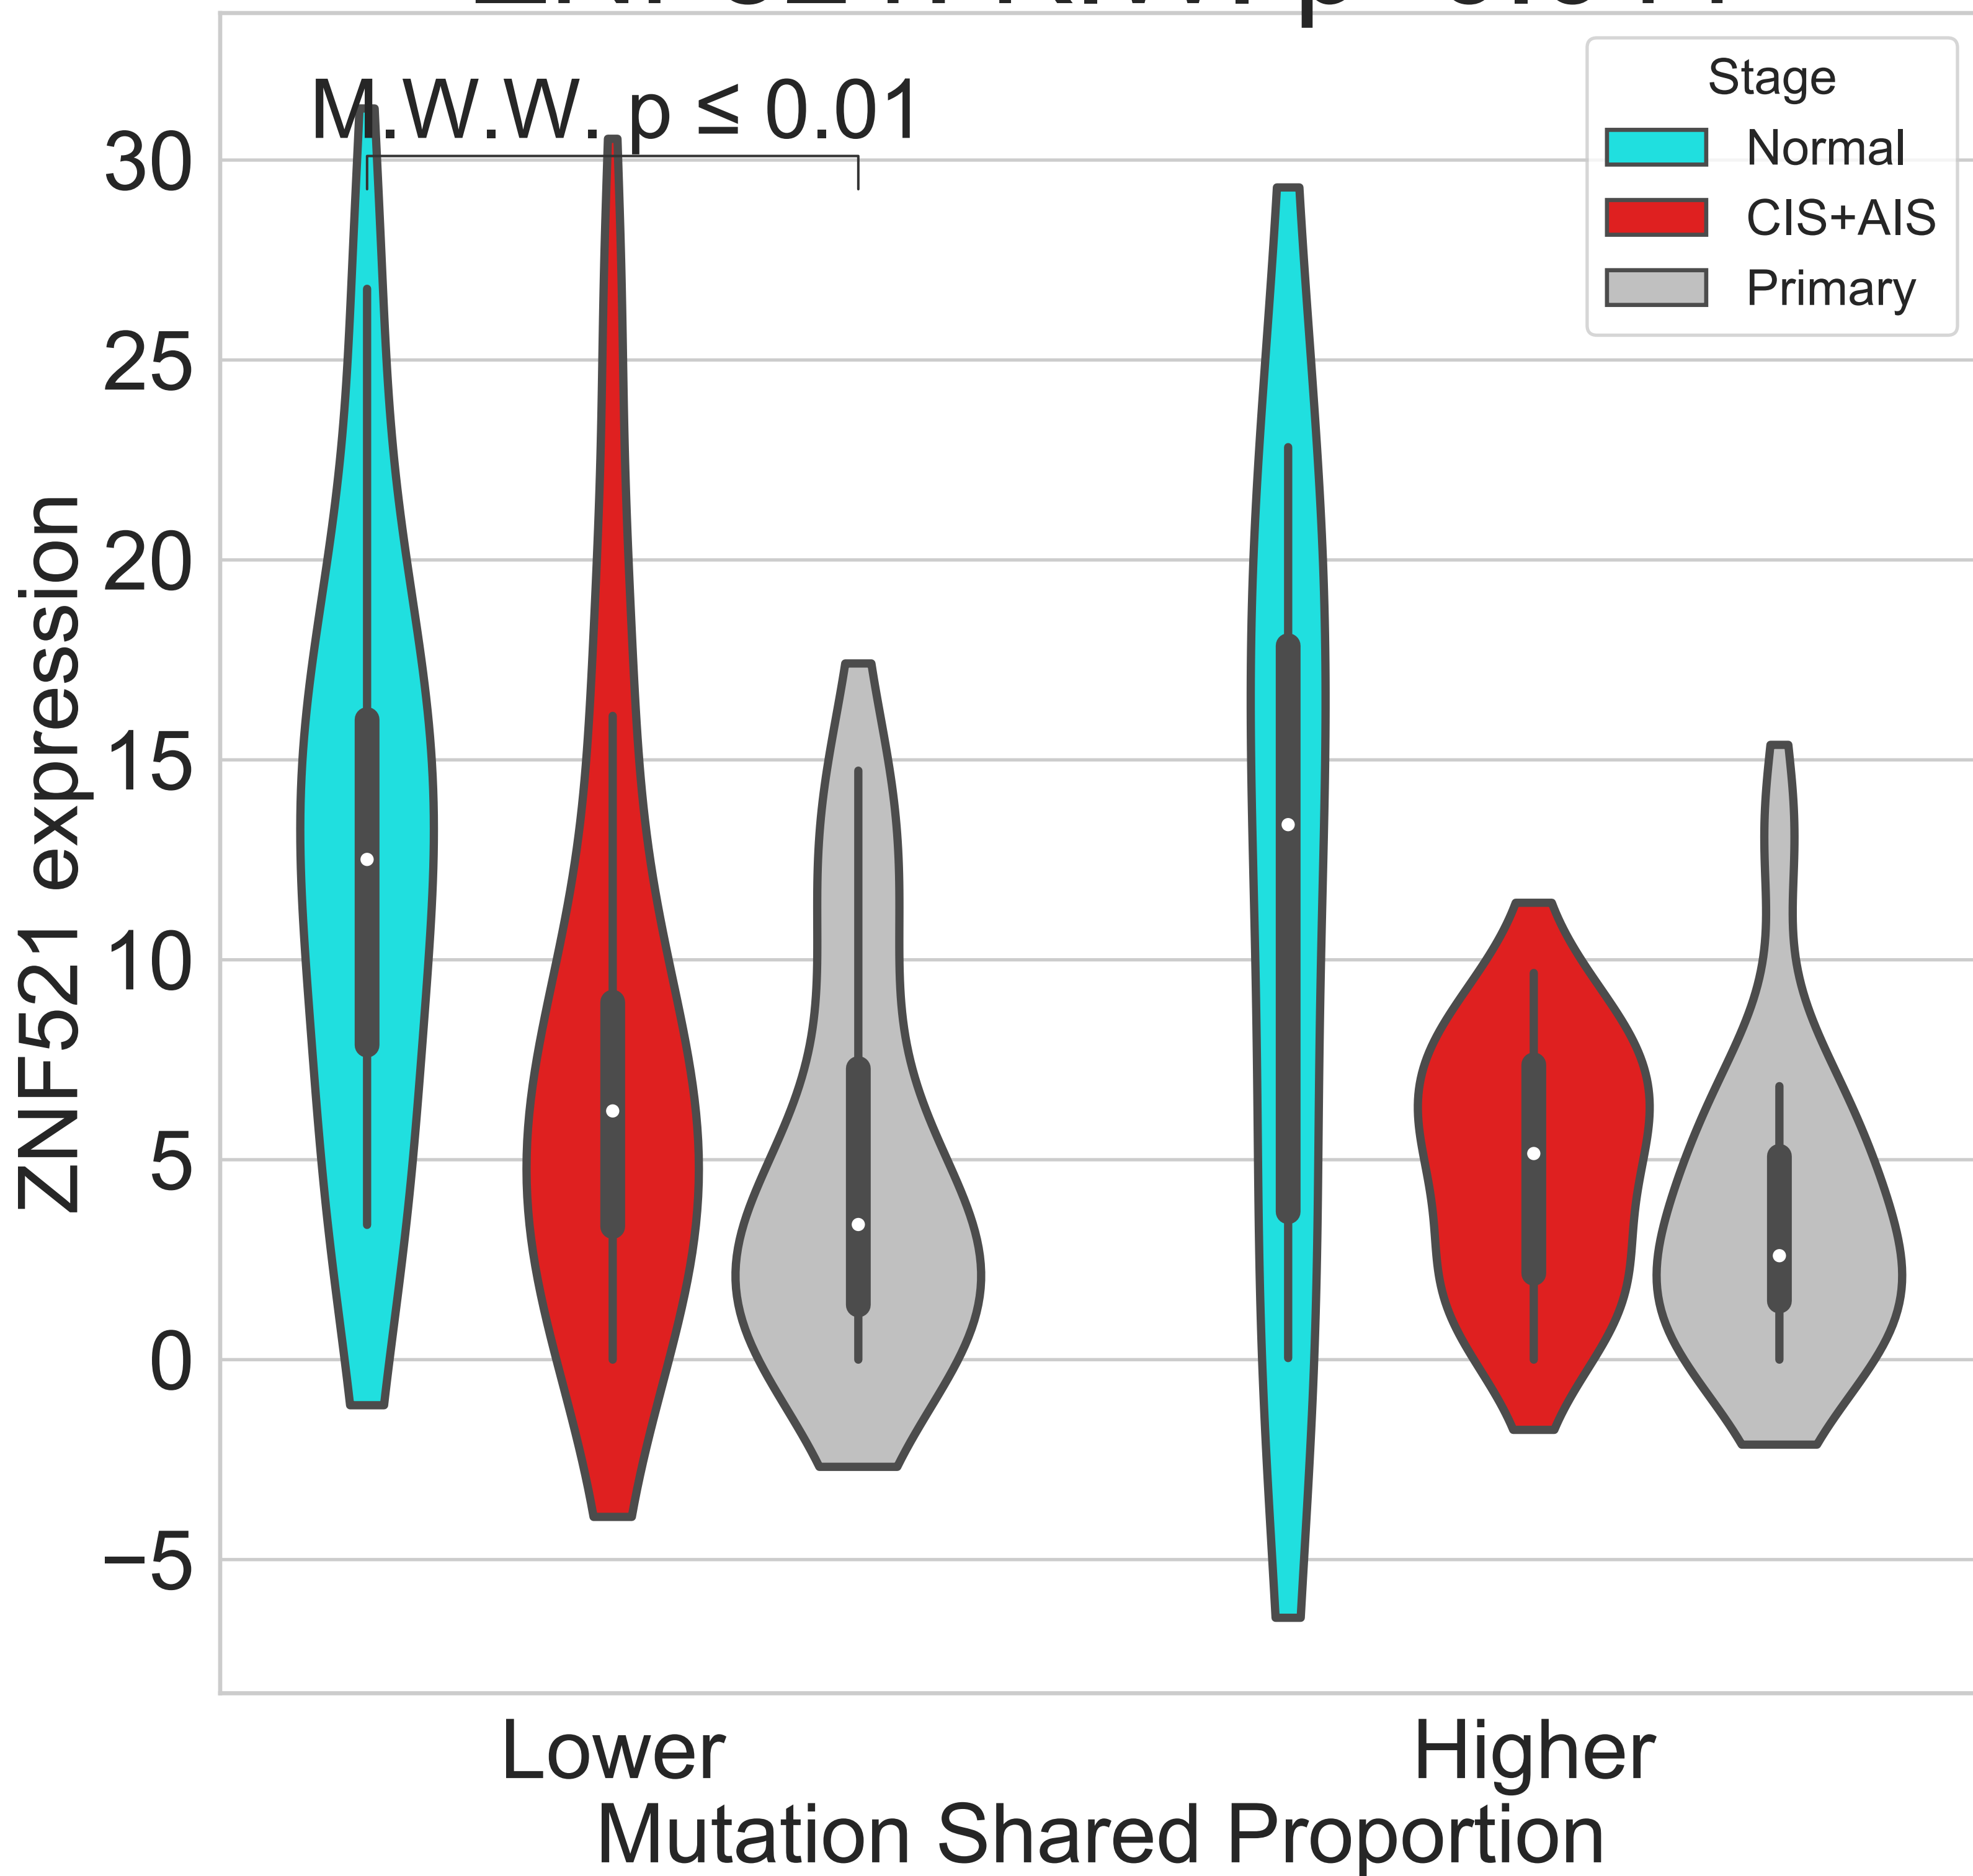 M.W.W. p ≤ 0.01
Stage
Normal
CIS+AIS
Primary
30
25
20
15
10
5
0
−5
ZNF521 expression
Lower
Higher
Mutation Shared Proportion